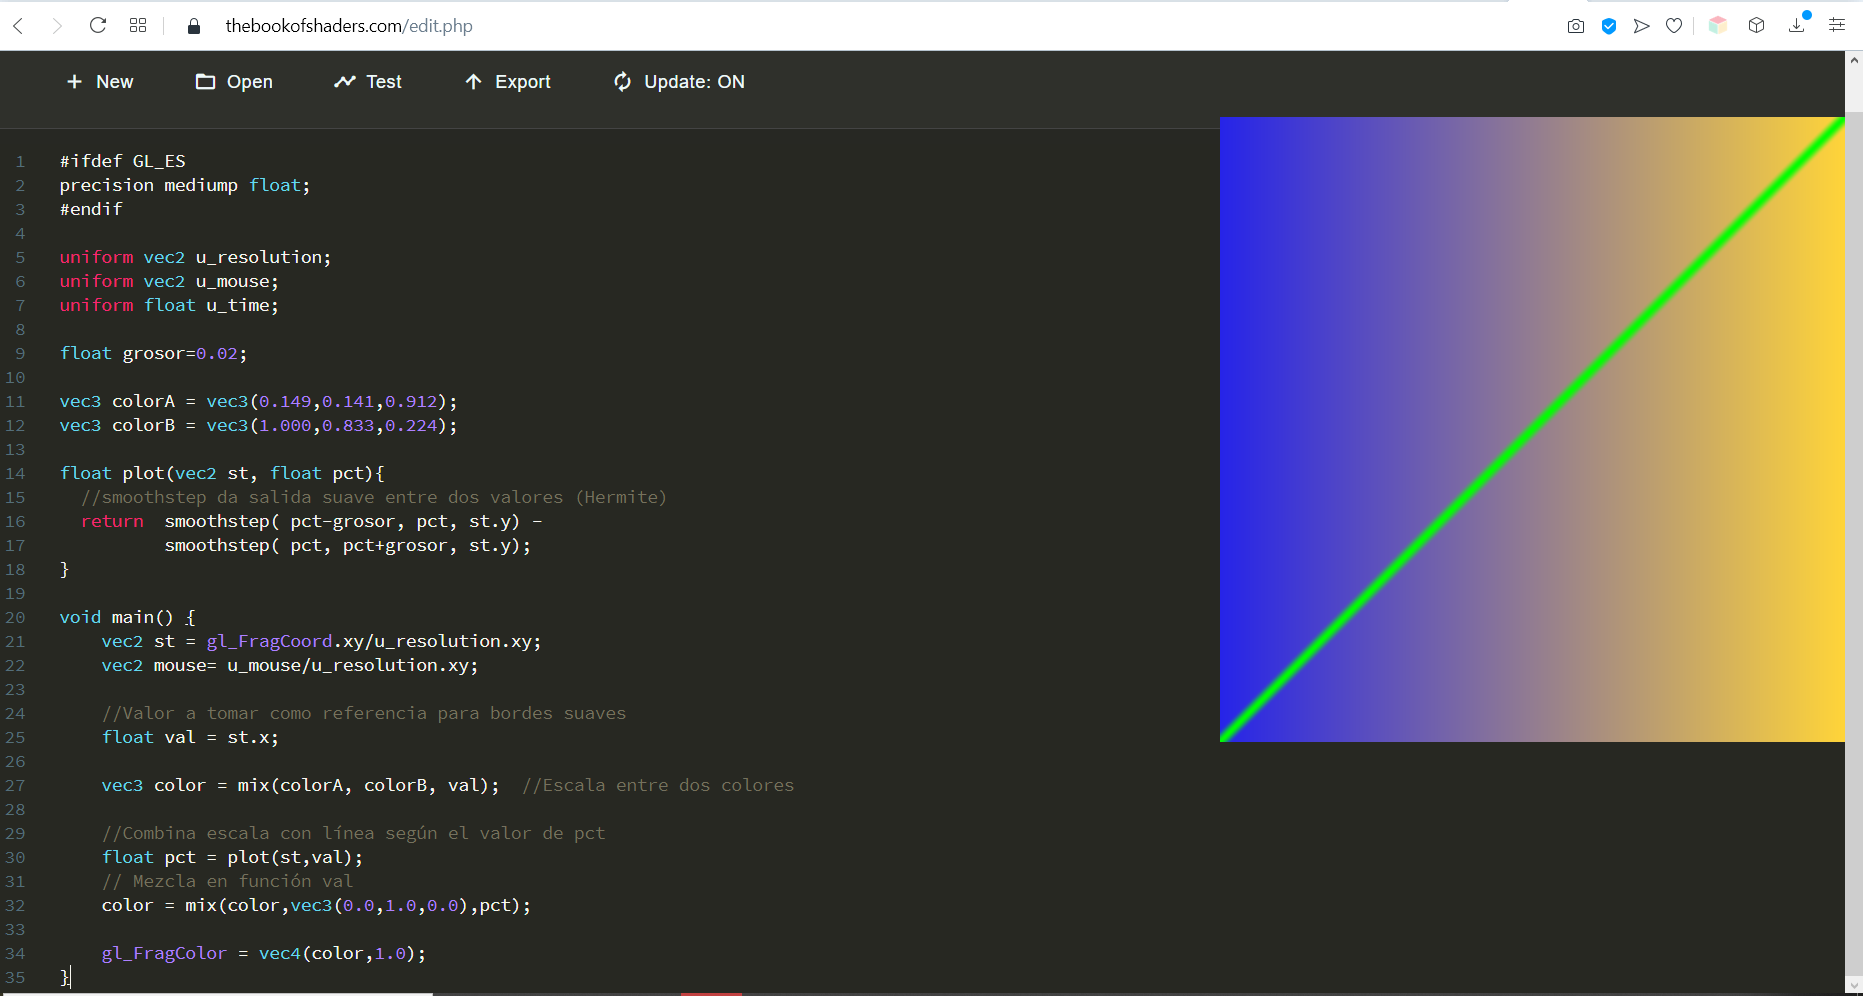 thebookofshaders.com/edit.php
New Open Test Export Update: ON
1 #ifdef GL_ES
2 precision mediump float;
3 #endif
4
5 uniform vec2 u_resolution;
6 uniform vec2 u_mouse;
7 uniform float u_time;
8
9 float grosor=0.02;
10
11 vec3 colorA = vec3(0.149,0.141,0.912);
12 vec3 colorB = vec3(1.000,0.833,0.224);
13
14 float plot(vec2 st, float pct){
15   //smoothstep da salida suave entre dos valores (Hermite)
16   return  smoothstep( pct-grosor, pct, st.y) -
17           smoothstep( pct, pct+grosor, st.y);
18 }
19
20 void main() {
21     vec2 st = gl_FragCoord.xy/u_resolution.xy;
22     vec2 mouse= u_mouse/u_resolution.xy;
23
24     //Valor a tomar como referencia para bordes suaves
25     float val = st.x;
26
27     vec3 color = mix(colorA, colorB, val);  //Escala entre dos colores
28
29     //Combina escala con línea según el valor de pct
30     float pct = plot(st,val);
31     // Mezcla en función val
32     color = mix(color,vec3(0.0,1.0,0.0),pct);
33
34     gl_FragColor = vec4(color,1.0);
35 }